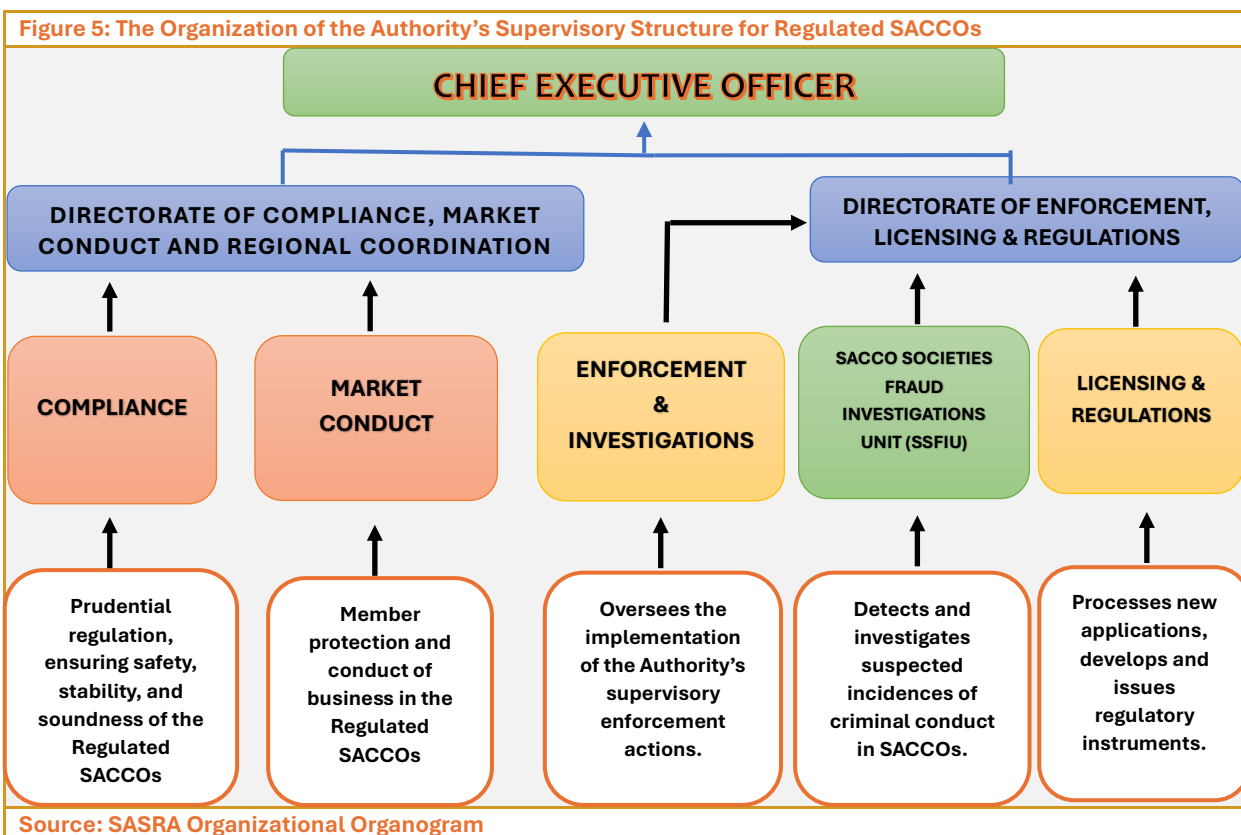 Figure 5: The Organization of the Authority's Supervisory Structure for Regulated SACCOs
CHIEF EXECUTIVE OFFICER
DIRECTORATE OF COMPLIANCE, MARKET
CONDUCT AND REGIONAL COORDINATION
DIRECTORATE OF ENFORCEMENT,
LICENSING & REGULATIONS
COMPLIANCE
MARKET
CONDUCT
ENFORCEMENT
&
INVESTIGATIONS
SACCO SOCIETIES
FRAUD
INVESTIGATIONS
UNIT (SSFIU)
LICENSING &
REGULATIONS
Prudential
regulation,
ensuring safety,
stability, and
soundness of the
Regulated
SACCOs
Member
protection and
conduct of
business in the
Regulated
SACCOs
Oversees the
implementation
of the Authority's
supervisory
enforcement
actions.
Detects and
investigates
suspected
incidences of
criminal conduct
in SACCOs.
Processes new
applications,
develops and
issues
regulatory
instruments.
Source: SASRA Organizational Organogram